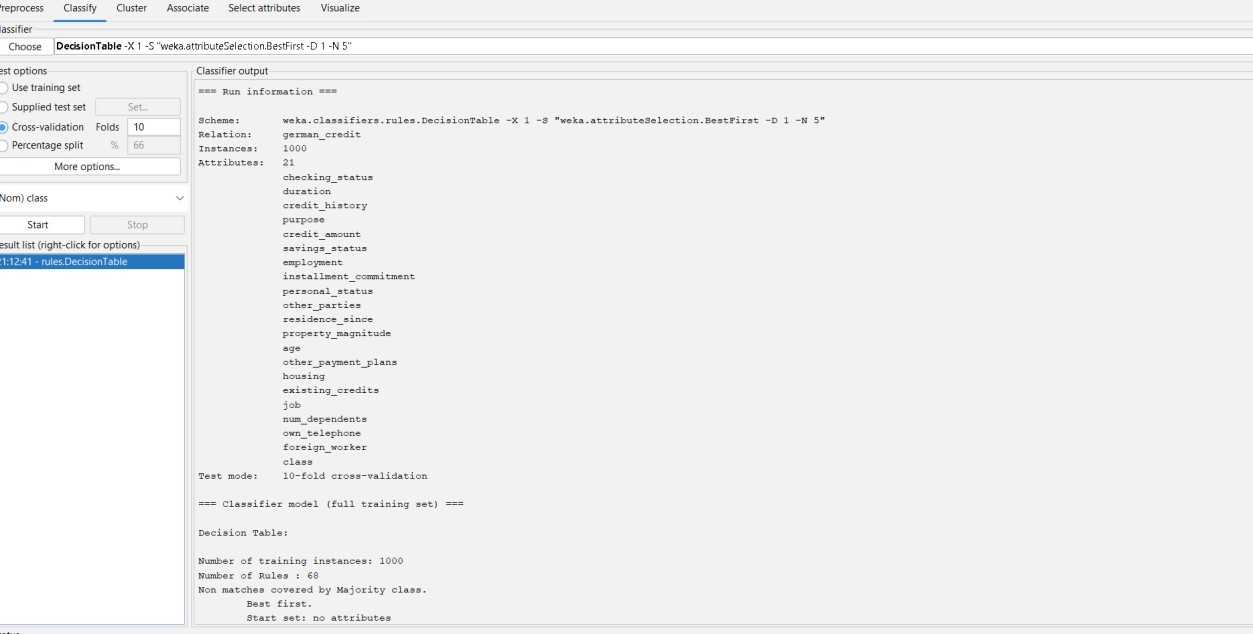 Preprocess Classify Cluster Associate Select attributes Visualize
lassifier
Choose DecisionTable -X 1 -S "weka.attributeSelection.BestFirst -D 1 -N 5"
est options
Use training set
Supplied test set Set...
Cross-validation Folds 10
Percentage split % 66
More options...
Nom) class
Start Stop
esult list (right-click for options)
21:12:41 - rules.DecisionTable
Classifier output
=== Run information ===
Scheme: weka.classifiers.rules.DecisionTable -X 1 -S "weka.attributeSelection.BestFirst -D 1 -N 5"
Relation: german_credit
Instances: 1000
Attributes: 21
checking_status
duration
credit_history
purpose
credit_amount
savings_status
employment
installment_commitment
personal_status
other_parties
residence_since
property_magnitude
age
other_payment_plans
housing
existing_credits
job
num_dependents
own_telephone
foreign_worker
class
Test mode: 10-fold cross-validation
=== Classifier model (full training set) ===
Decision Table:
Number of training instances: 1000
Number of Rules : 68
Non matches covered by Majority class.
Best first.
Start set: no attributes